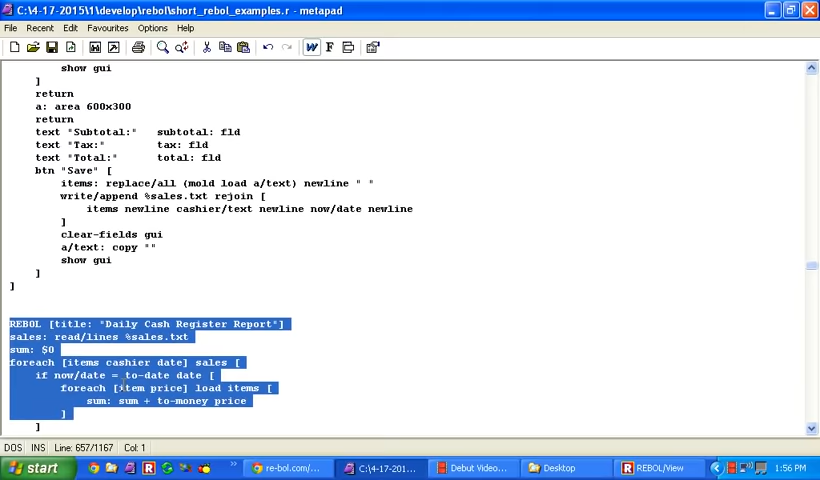 C:\4-17-2015\1\develop\rebol\short_rebol_examples.r - metapad
File Recent Edit Favourites Options Help
show gui
]
return
a: area 600x300
return
text "Subtotal:" subtotal: fld
text "Tax:" tax: fld
text "Total:" total: fld
btn "Save" [
items: replace/all (mold load a/text) newline " "
write/append %sales.txt rejoin [
items newline cashier/text newline now/date newline
]
clear-fields gui
a/text: copy ""
show gui
]
]
REBOL [title: "Daily Cash Register Report"]
sales: read/lines %sales.txt
sum: $0
foreach [items cashier date] sales [
if now/date = to-date date [
foreach [item price] load items [
sum: sum + to-money price
]
]
DOS INS Line: 657/1167 Col: 1
start re-bol.com/... C:\4-17-201... Debut Video... Desktop REBOL/View 1:56 PM